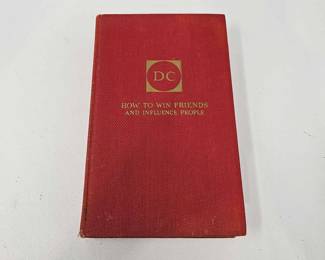 DC
HOW TO WIN FRIENDS
AND INFLUENCE PEOPLE